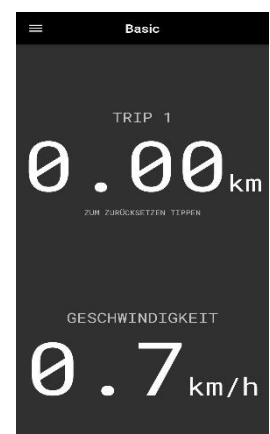 Basic
TRIP 1
0.00km
ZUM ZURÜCKSETZEN TIPPEN
GESCHWINDIGKEIT
0.7km/h